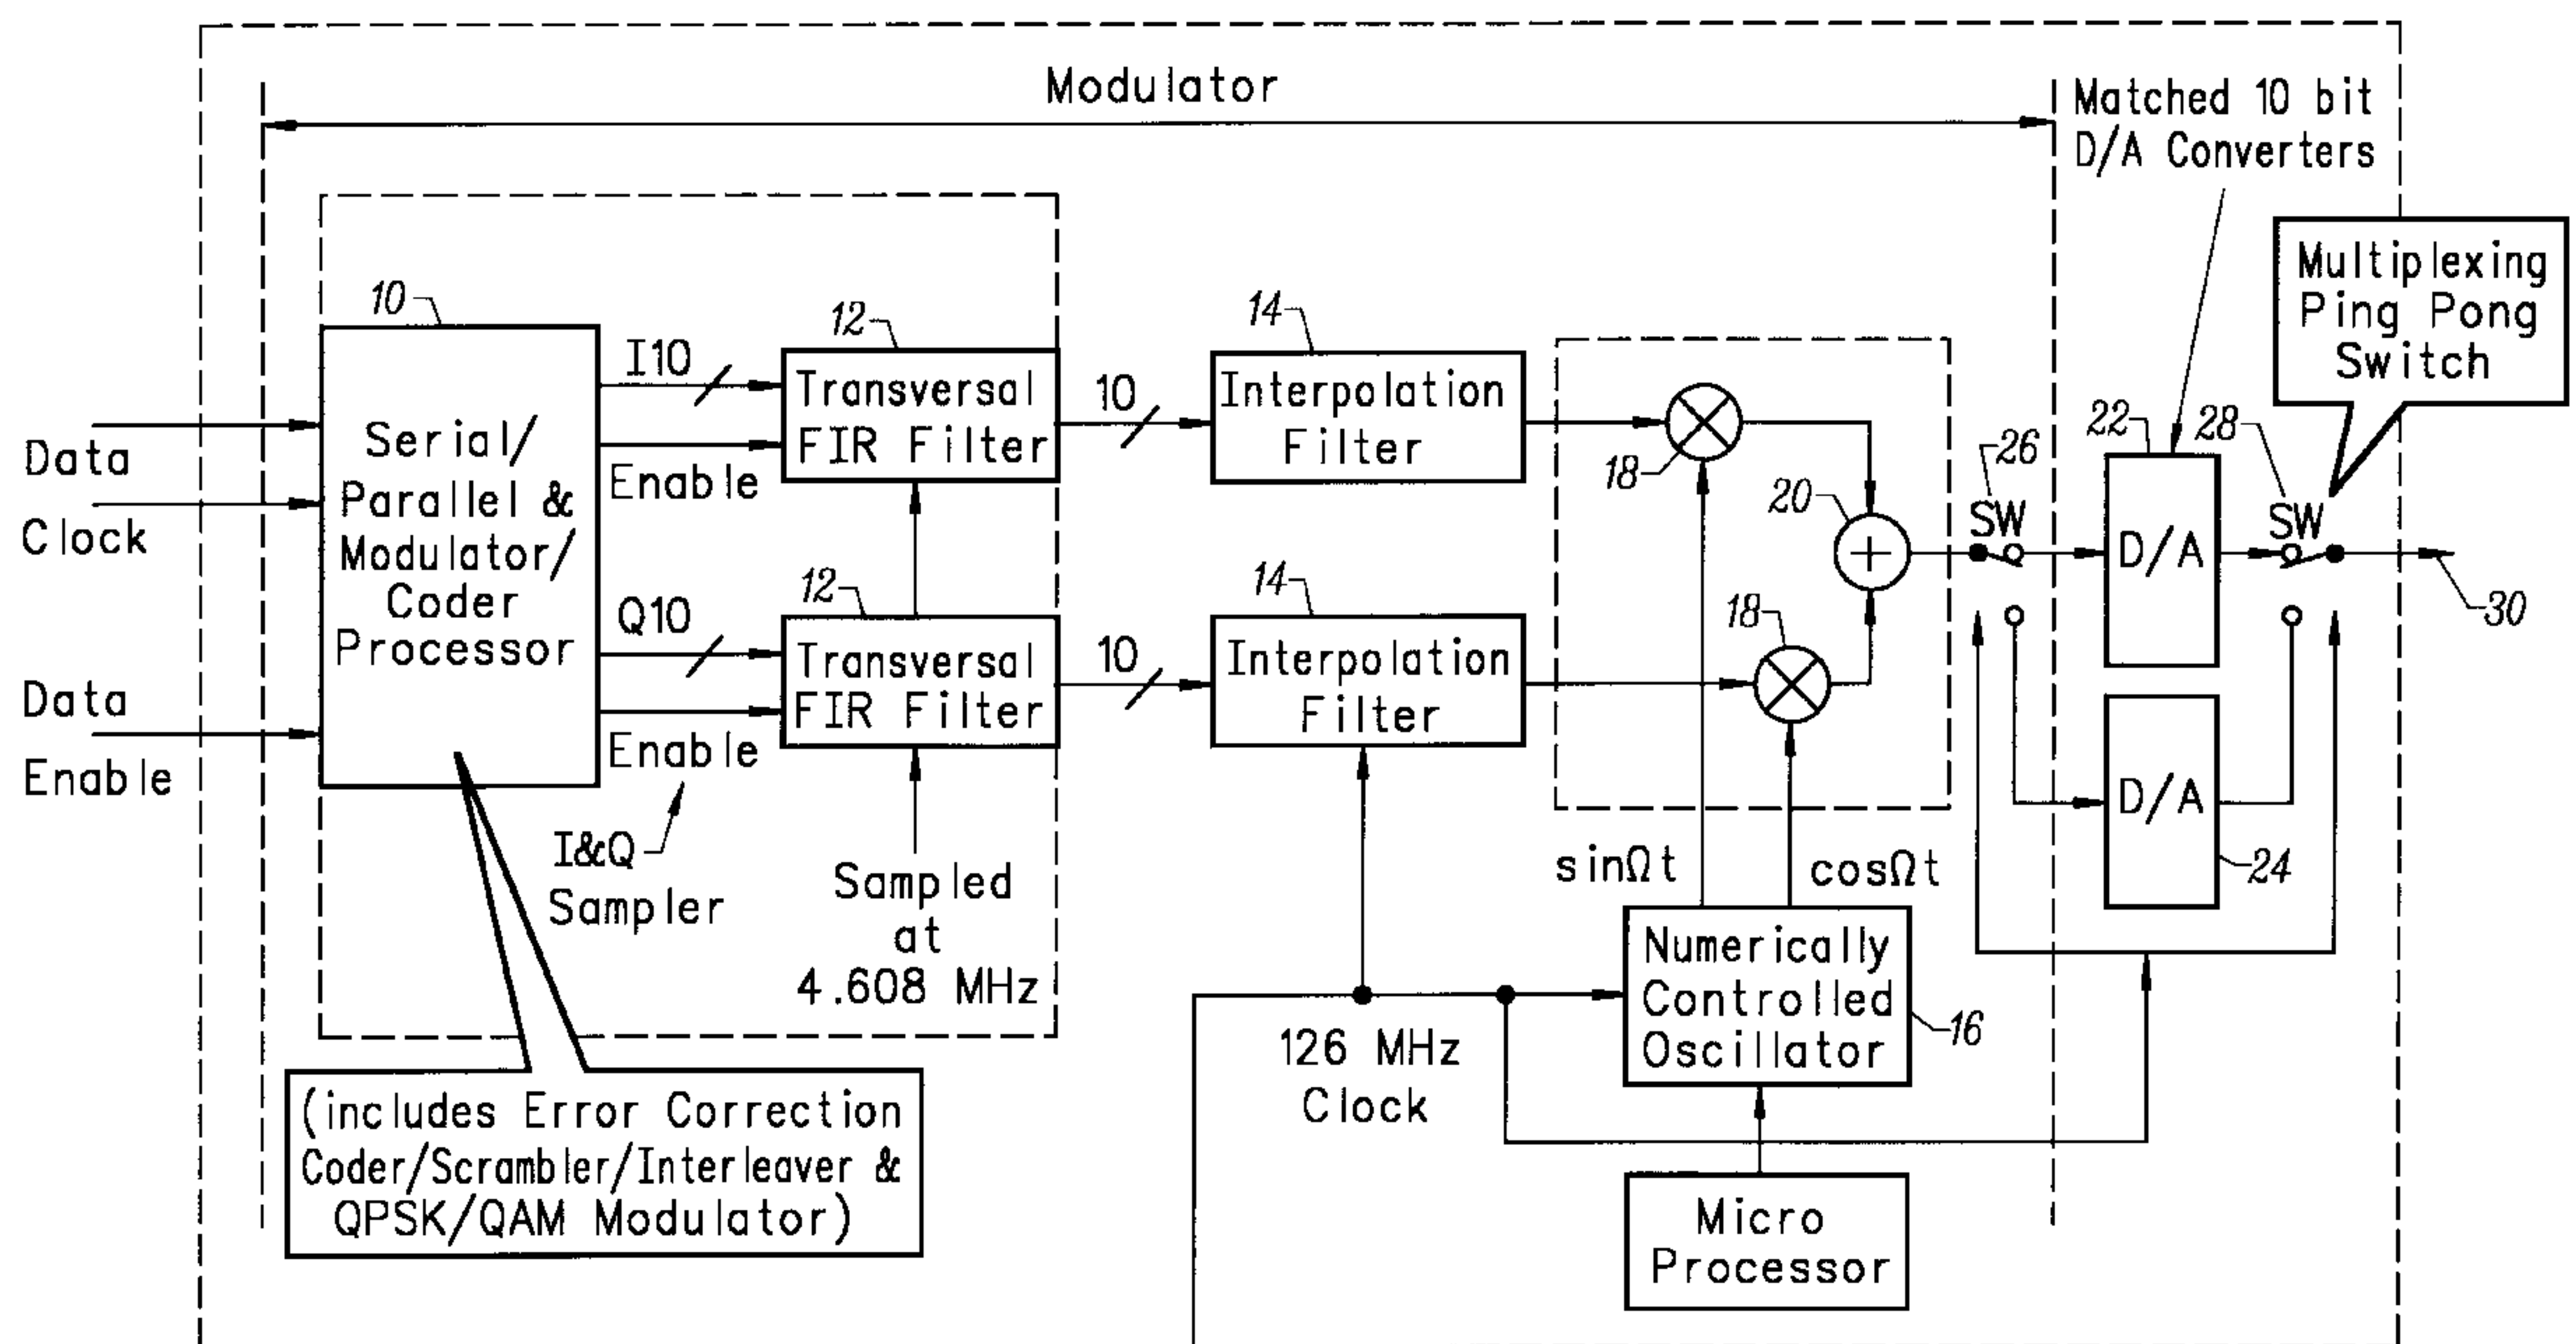 Modulator
Matched 10 bit
D/A Converters
Multiplexing
Ping Pong
Switch
10
12
14
I10
Enable
Transversal
FIR Filter
10
Interpolation
Filter
18
20
26
SW
22
D/A
28
SW
30
Data
Clock
Data
Enable
Serial/
Parallel &
Modulator/
Coder
Processor
Q10
Enable
12
Transversal
FIR Filter
10
14
Interpolation
Filter
18
D/A
24
I&Q
Sampler
Sampled
at
4.608 MHz
sinΩt
cosΩt
126 MHz
Clock
Numerically
Controlled
Oscillator
16
Micro
Processor
(includes Error Correction
Coder/Scrambler/Interleaver &
QPSK/QAM Modulator)